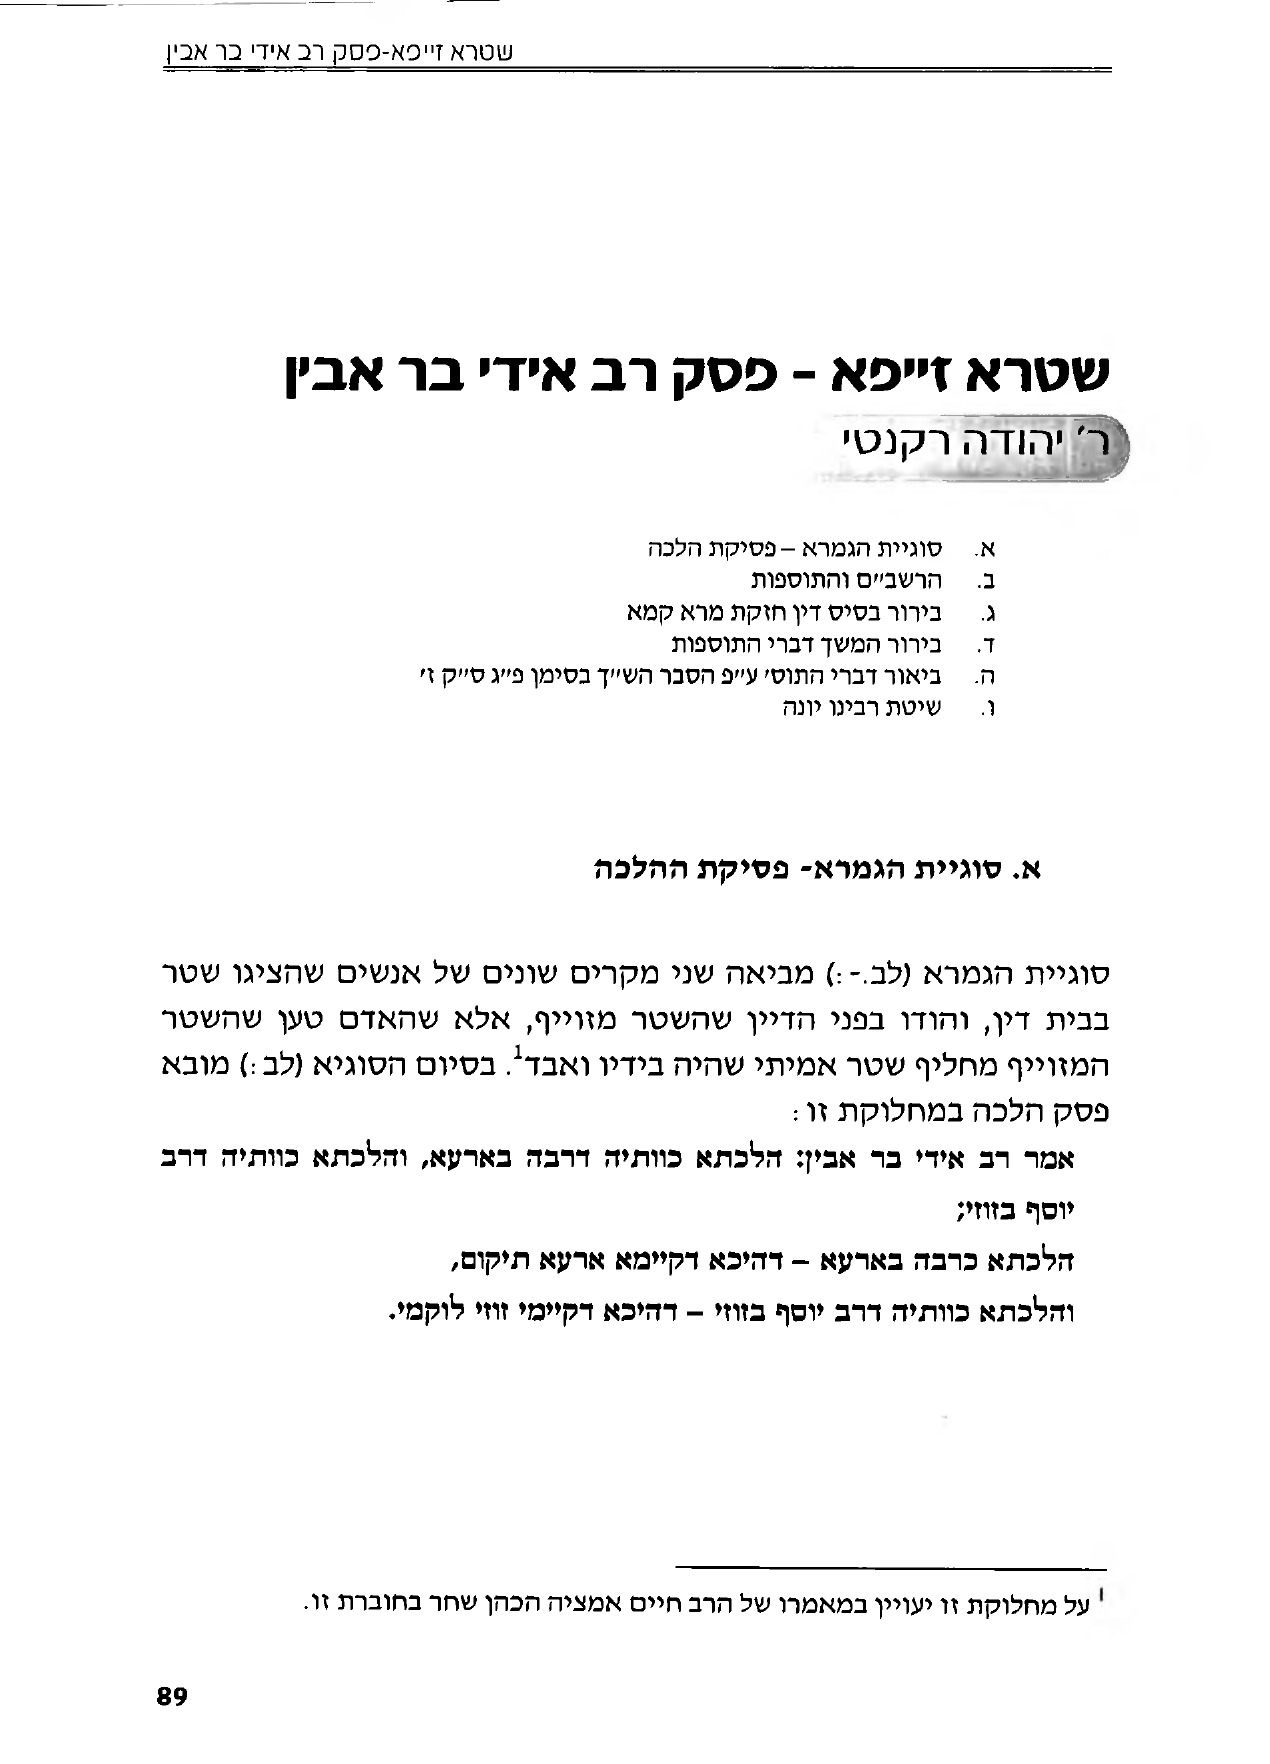 שטרא זייפא-פסק רב אידי בר אבין
שטרא זייפא - פסק רב אידי בר אבין
ר' יהודה רקנטי
א. סוגיית הגמרא – פסיקת הלכה
ב. הרשב״ם והתוספות
ג. בירור בסיס דין חזקת מרא קמא
ד. בירור המשך דברי התוספות
ה. ביאור דברי התוס' ע״פ הסבר הש״ך בסימן פ״ג ס״ק ז'
ו. שיטת רבינו יונה
א. סוגיית הגמרא- פסיקת ההלכה
סוגיית הגמרא (לב.-:) מביאה שני מקרים שונים של אנשים שהציגו שטר
בבית דין, והודו בפני הדיין שהשטר מזוייף, אלא שהאדם טען שהשטר
המזוייף מחליף שטר אמיתי שהיה בידיו ואבד1. בסיום הסוגיא (לב:) מובא
פסק הלכה במחלוקת זו:
אמר רב אידי בר אבין: הלכתא כוותיה דרבה בארעא, והלכתא כוותיה דרב
יוסף בזוזי;
הלכתא כרבה בארעא – דהיכא דקיימא ארעא תיקום,
והלכתא כוותיה דרב יוסף בזוזי – דהיכא דקיימי זוזי לוקמי.
1 על מחלוקת זו יעויין במאמרו של הרב חיים אמציה הכהן שחר בחוברת זו.
89